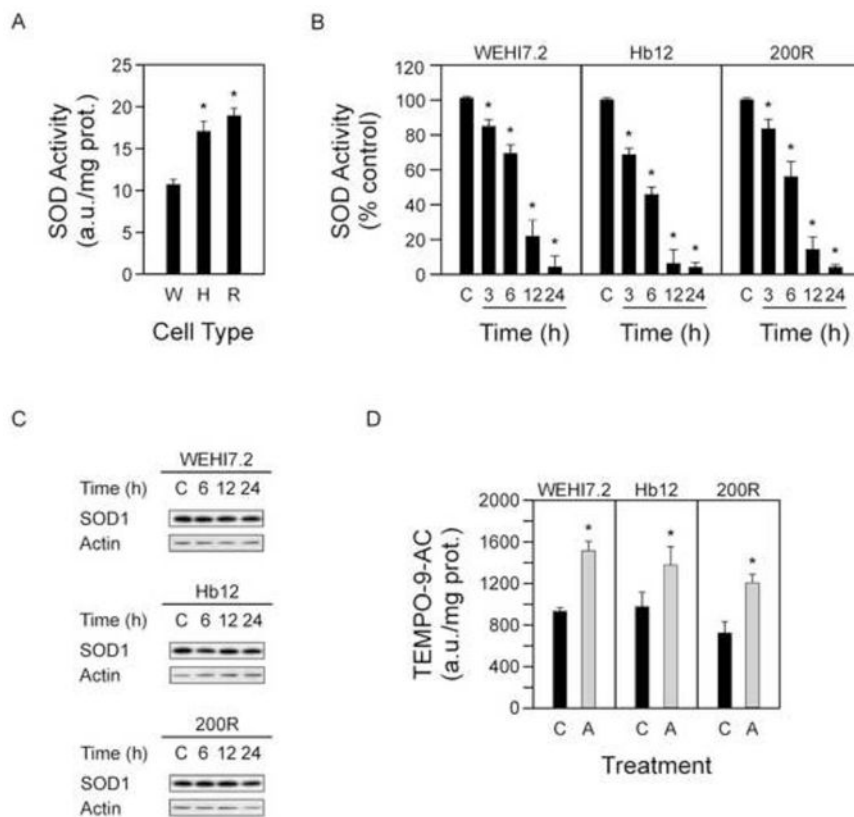 A
SOD Activity
(a.u./mg prot.)
25
20
15
10
5
0
* *
W H R
Cell Type
B
WEHI7.2 Hb12 200R
SOD Activity
(% control)
120
100
80
60
40
20
0
* * * * * * * * * * * *
C 3 6 12 24 C 3 6 12 24 C 3 6 12 24
Time (h) Time (h) Time (h)
C
WEHI7.2
Time (h) C 6 12 24
SOD1
Actin
Hb12
Time (h) C 6 12 24
SOD1
Actin
200R
Time (h) C 6 12 24
SOD1
Actin
D
WEHI7.2 Hb12 200R
TEMPO-9-AC
(a.u./mg prot.)
2000
1600
1200
800
400
0
* * *
C A C A C A
Treatment